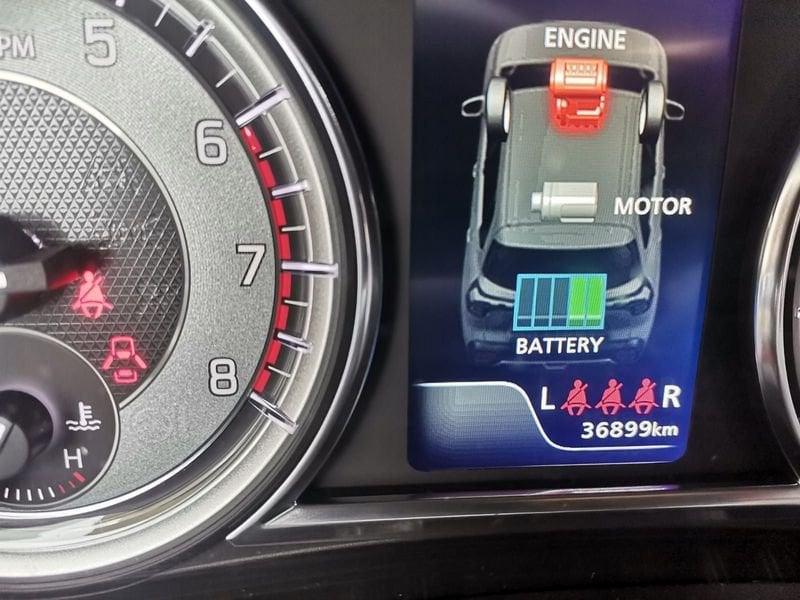 PM
5
6
7
8
H
ENGINE
MOTOR
BATTERY
L R
36899km